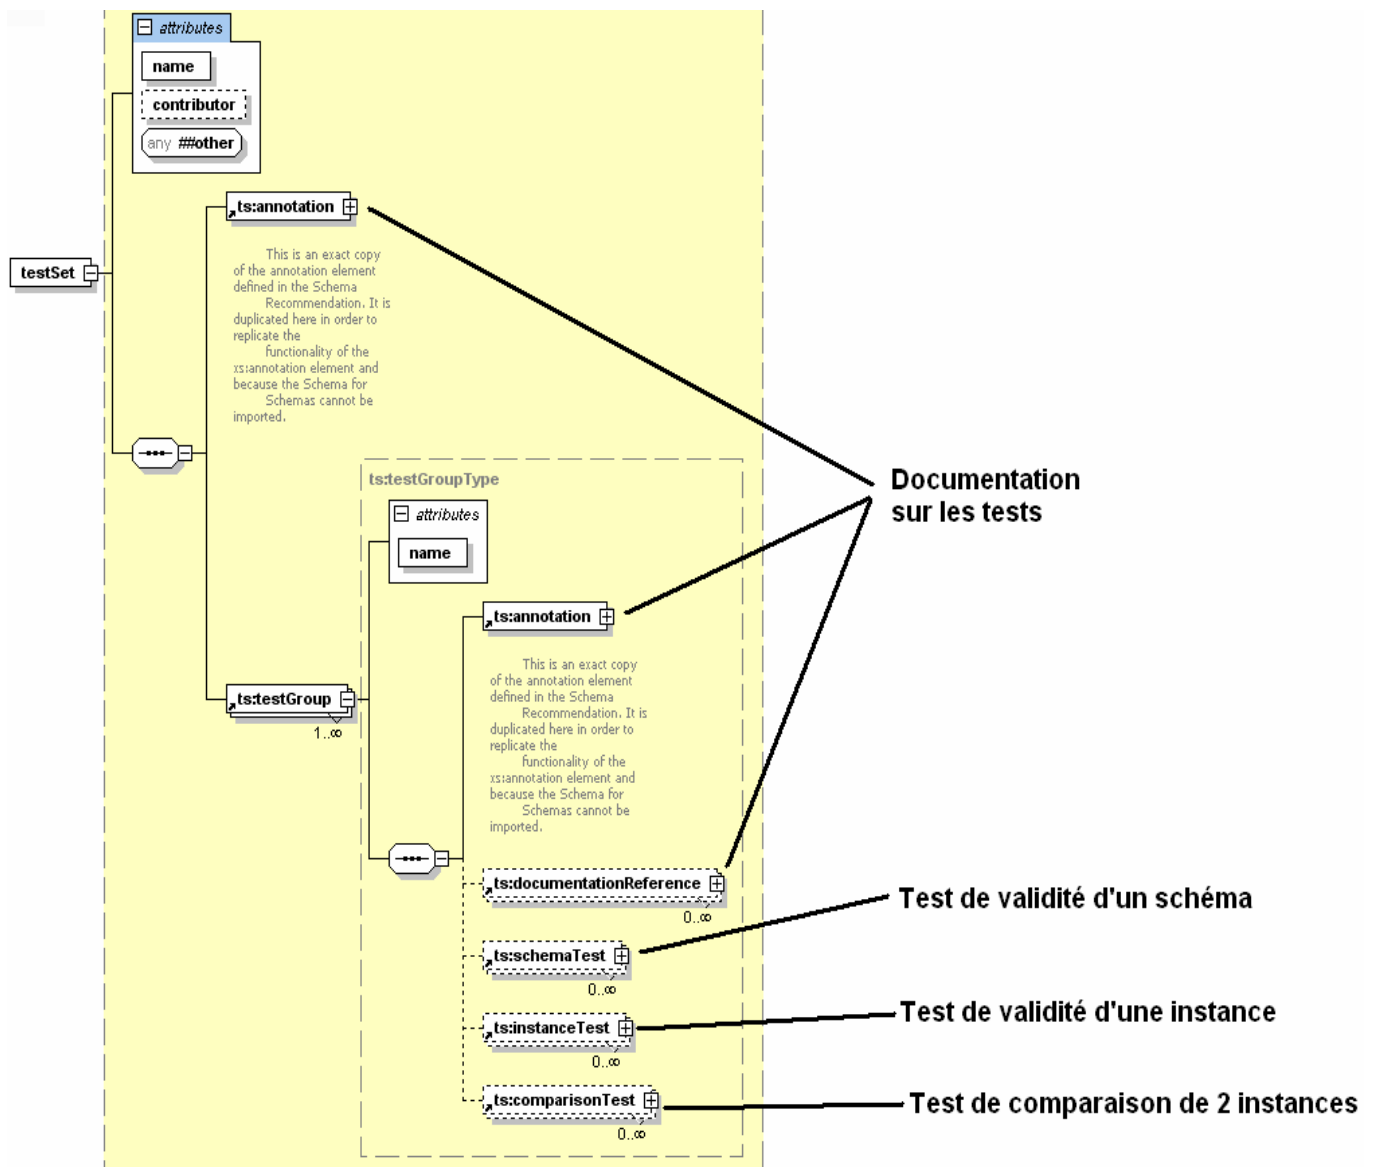 attributes
name
contributor
any ##other
ts:annotation
This is an exact copy
of the annotation element
defined in the Schema
Recommendation. It is
duplicated here in order to
replicate the
functionality of the
xs:annotation element and
because the Schema for
Schemas cannot be
imported.
testSet
ts:testGroupType
attributes
name
Documentation
sur les tests
ts:annotation
This is an exact copy
of the annotation element
defined in the Schema
Recommendation. It is
duplicated here in order to
replicate the
functionality of the
xs:annotation element and
because the Schema for
Schemas cannot be
imported.
ts:testGroup
1..∞
ts:documentationReference
0..∞
Test de validité d'un schéma
ts:schemaTest
0..∞
Test de validité d'une instance
ts:instanceTest
0..∞
ts:comparisonTest
0..∞
Test de comparaison de 2 instances